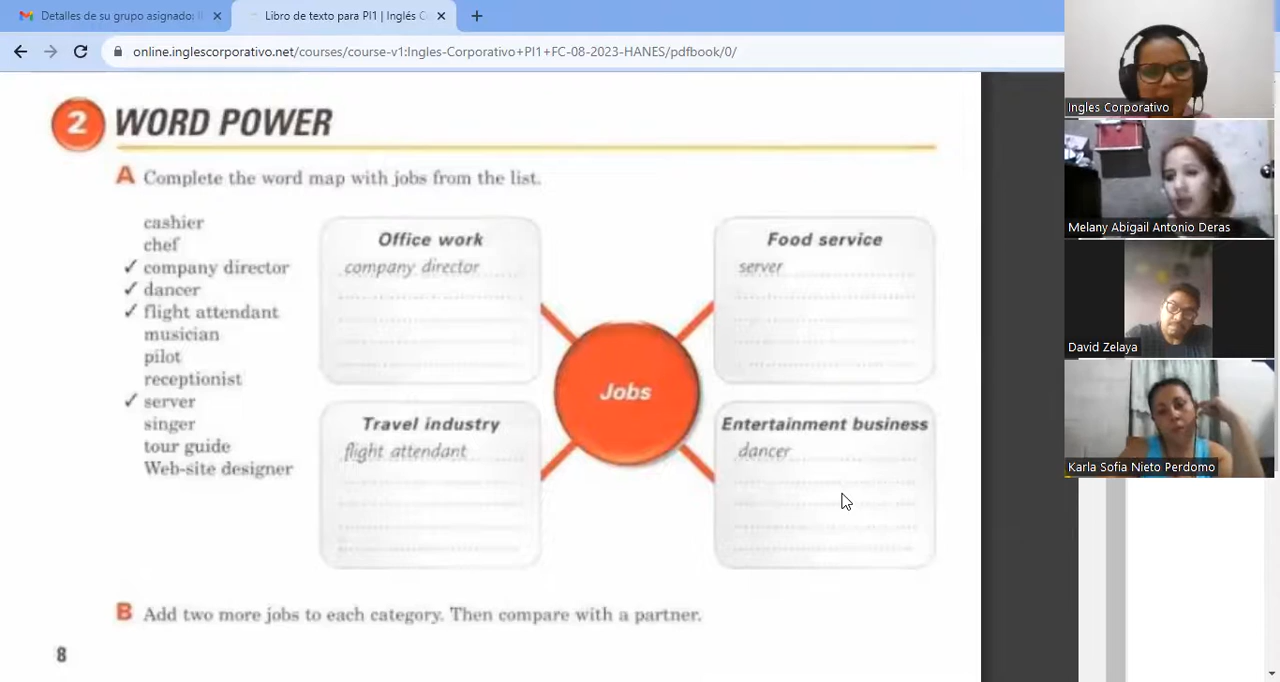 Detalles de su grupo asignado:
Libro de texto para PI1 | Inglés C
online.inglescorporativo.net/courses/course-v1:Ingles-Corporativo+PI1+FC-08-2023-HANES/pdfbook/0/
2 WORD POWER
A Complete the word map with jobs from the list.
cashier
chef
✓ company director
✓ dancer
✓ flight attendant
musician
pilot
receptionist
✓ server
singer
tour guide
Web-site designer
Office work
company director
Food service
server
Jobs
Travel industry
flight attendant
Entertainment business
dancer
B Add two more jobs to each category. Then compare with a partner.
8
Ingles Corporativo
Melany Abigail Antonio Deras
David Zelaya
Karla Sofia Nieto Perdomo